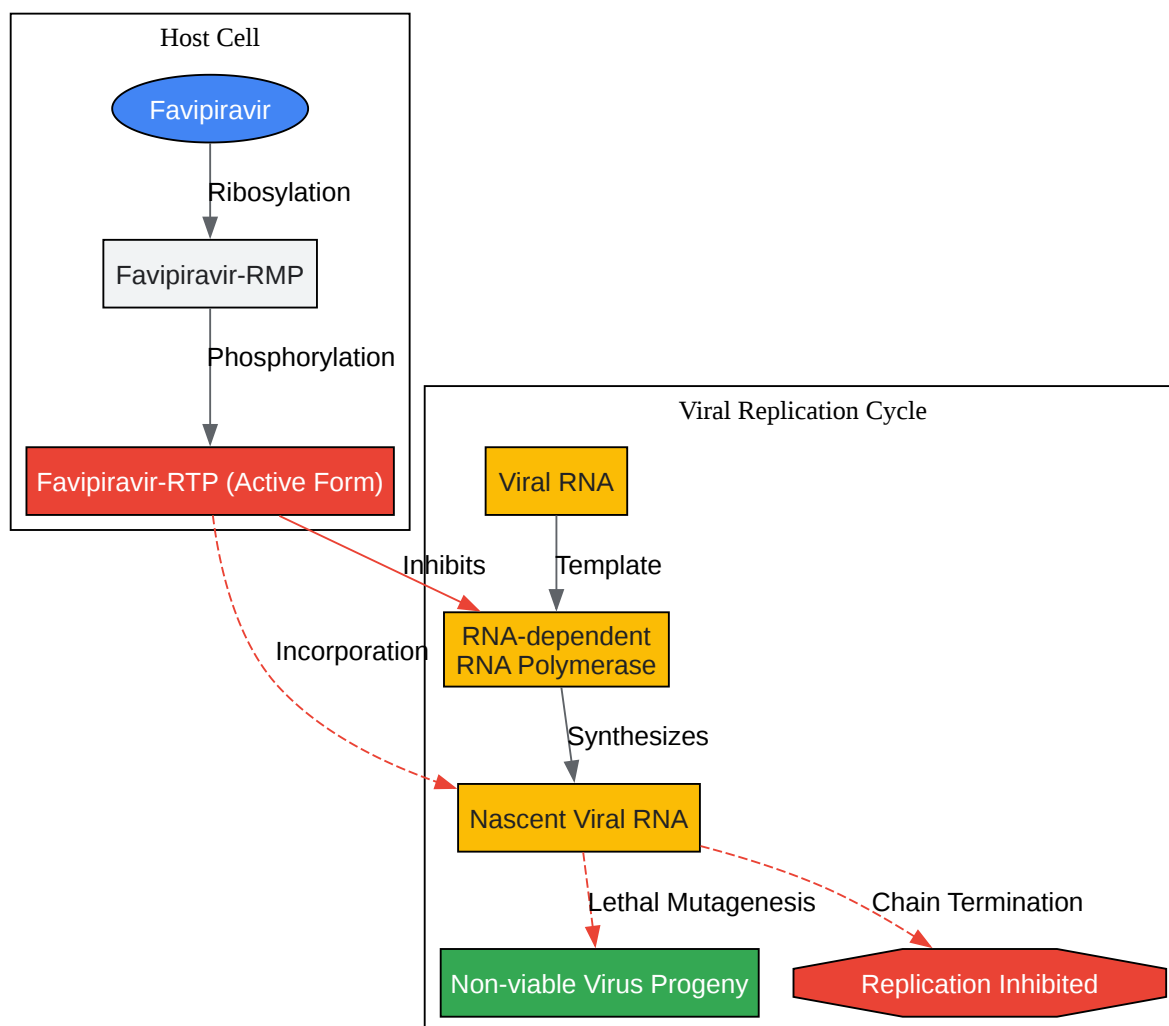 Host Cell
Favipiravir
Ribosylation
Favipiravir-RMP
Phosphorylation
Favipiravir-RTP (Active Form)
Viral Replication Cycle
Viral RNA
Inhibits
Template
RNA-dependent
RNA Polymerase
Incorporation
Synthesizes
Nascent Viral RNA
Lethal Mutagenesis
Chain Termination
Non-viable Virus Progeny
Replication Inhibited